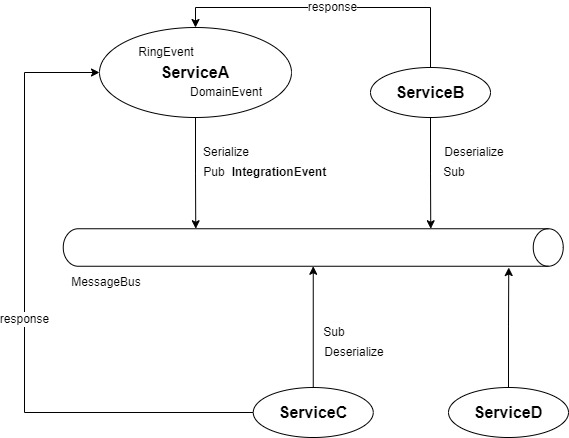 response
RingEvent
ServiceA
DomainEvent
ServiceB
Serialize
Pub IntegrationEvent
Deserialize
Sub
MessageBus
response
Sub
Deserialize
ServiceC
ServiceD